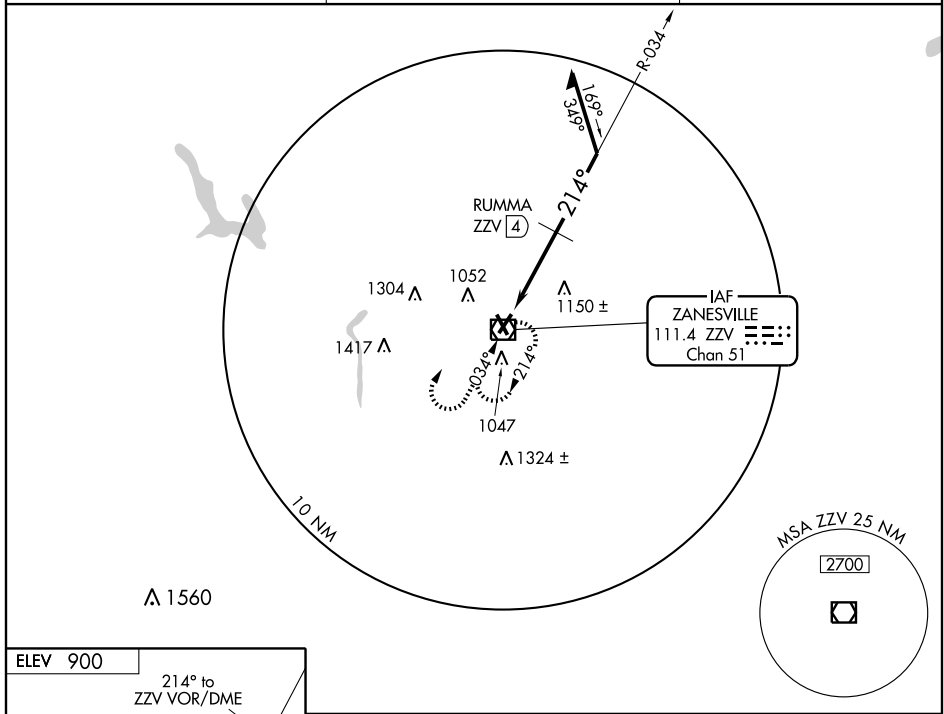 R-034
169°
349°
214°
RUMMA
ZZV 4
1304
1052
1150 ±
IAF
ZANESVILLE
111.4 ZZV
Chan 51
1417
034°
214°
1047
1324 ±
10 NM
MSA ZZV 25 NM
2700
1560
ELEV 900
214° to
ZZV VOR/DME